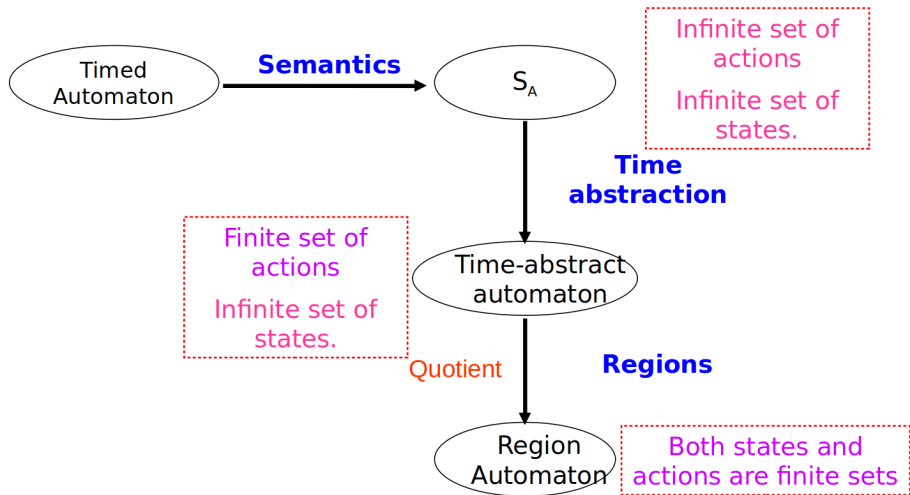 Timed
Automaton
Semantics
S_A
Infinite set of
actions
Infinite set of
states.
Time
abstraction
Finite set of
actions
Infinite set of
states.
Time-abstract
automaton
Quotient
Regions
Region
Automaton
Both states and
actions are finite sets